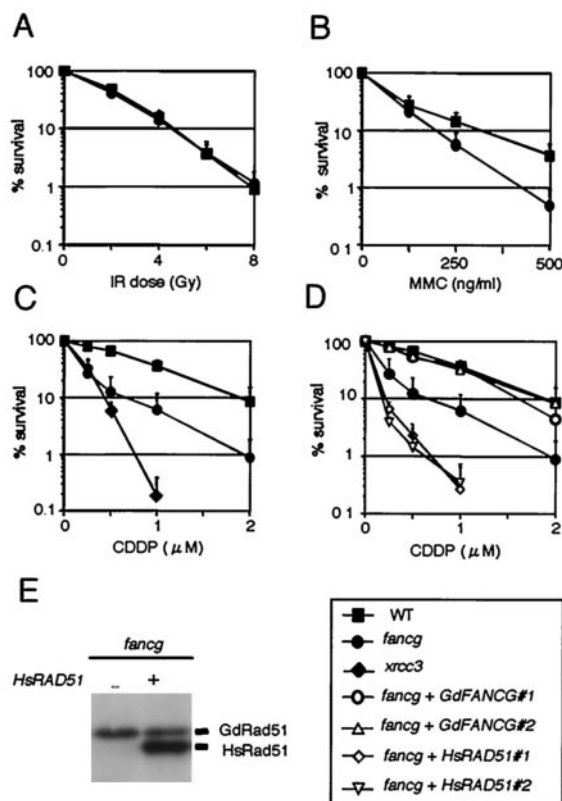 A
100
10
1
0.1
% survival
0 2 4 6 8
IR dose (Gy)
B
100
10
1
0 1
% survival
0 250 500
MMC (ng/ml)
C
100
10
1
0.1
% survival
0 1 2
CDDP ( μ M)
D
100
10
1
0.1
% survival
0 1 2
CDDP ( μ M)
E
fancg
HsRAD51 – +
GdRad51
HsRad51
WT
fancg
xrcc3
fancg + GdFANCG#1
fancg + GdFANCG#2
fancg + HsRAD51#1
fancg + HsRAD51#2